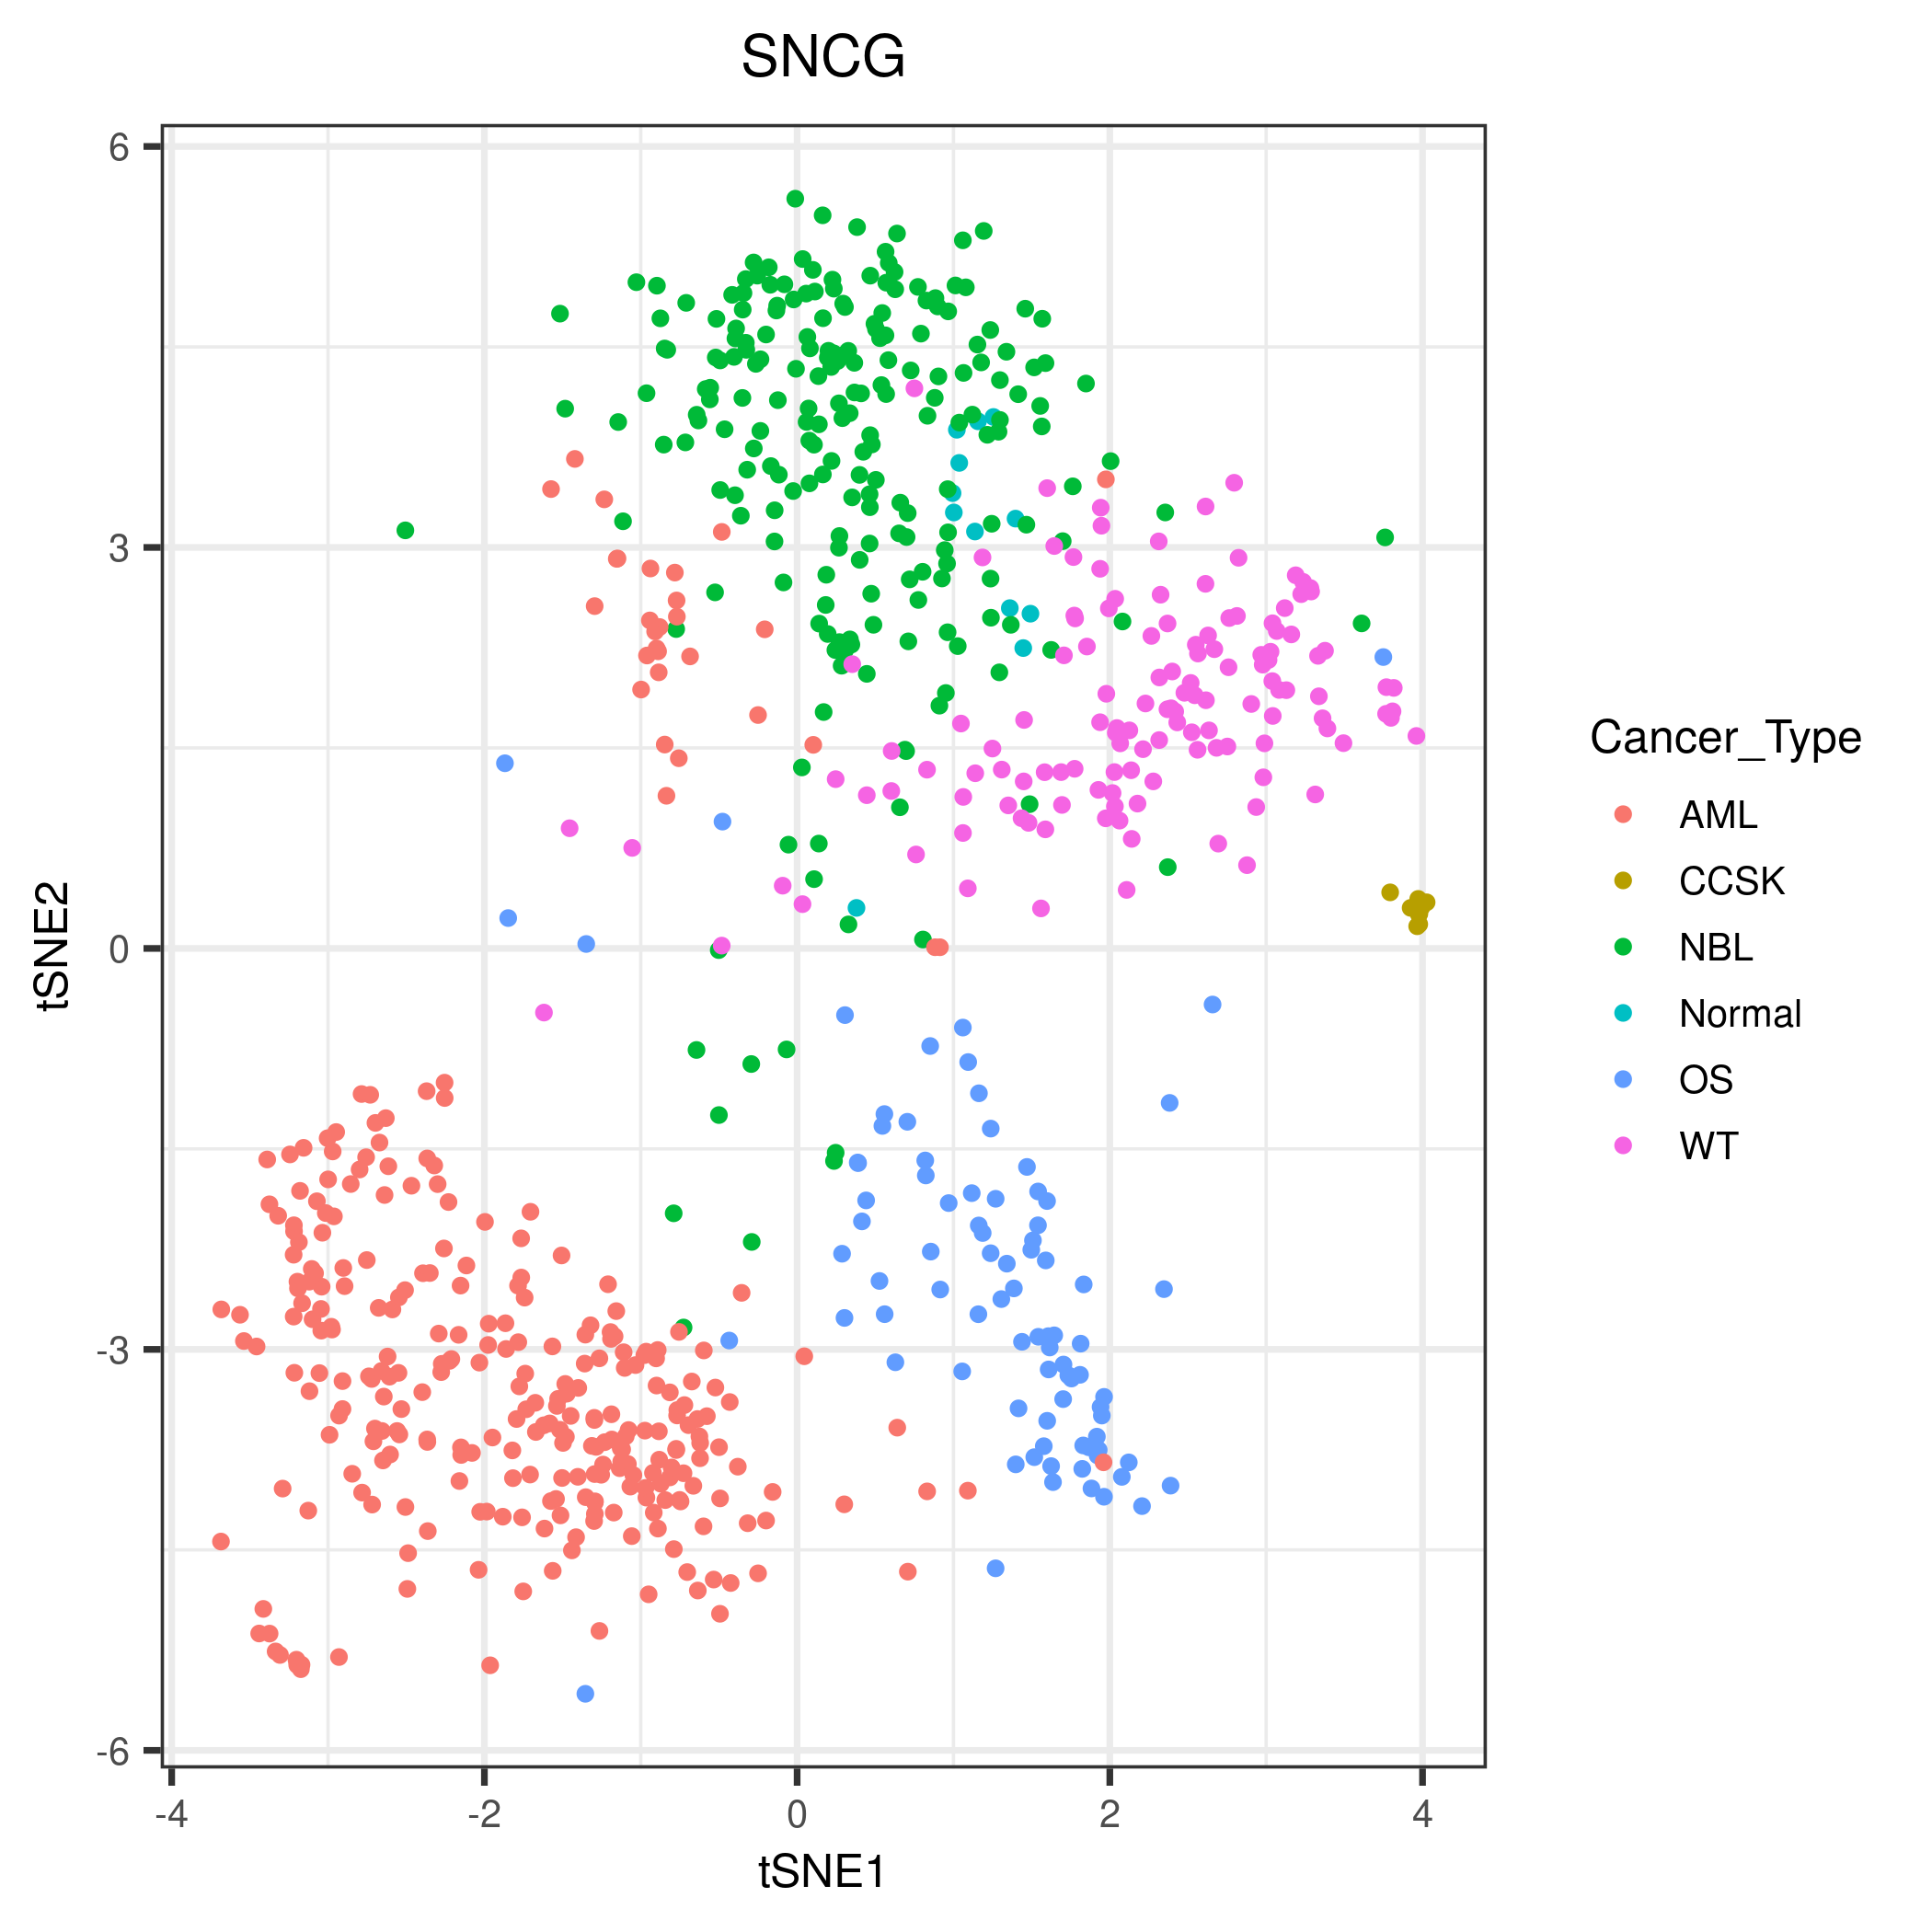 SNCG
6
3
0
-3
-6
tSNE2
-4 -2 0 2 4
tSNE1
Cancer_Type
AML
CCSK
NBL
Normal
OS
WT